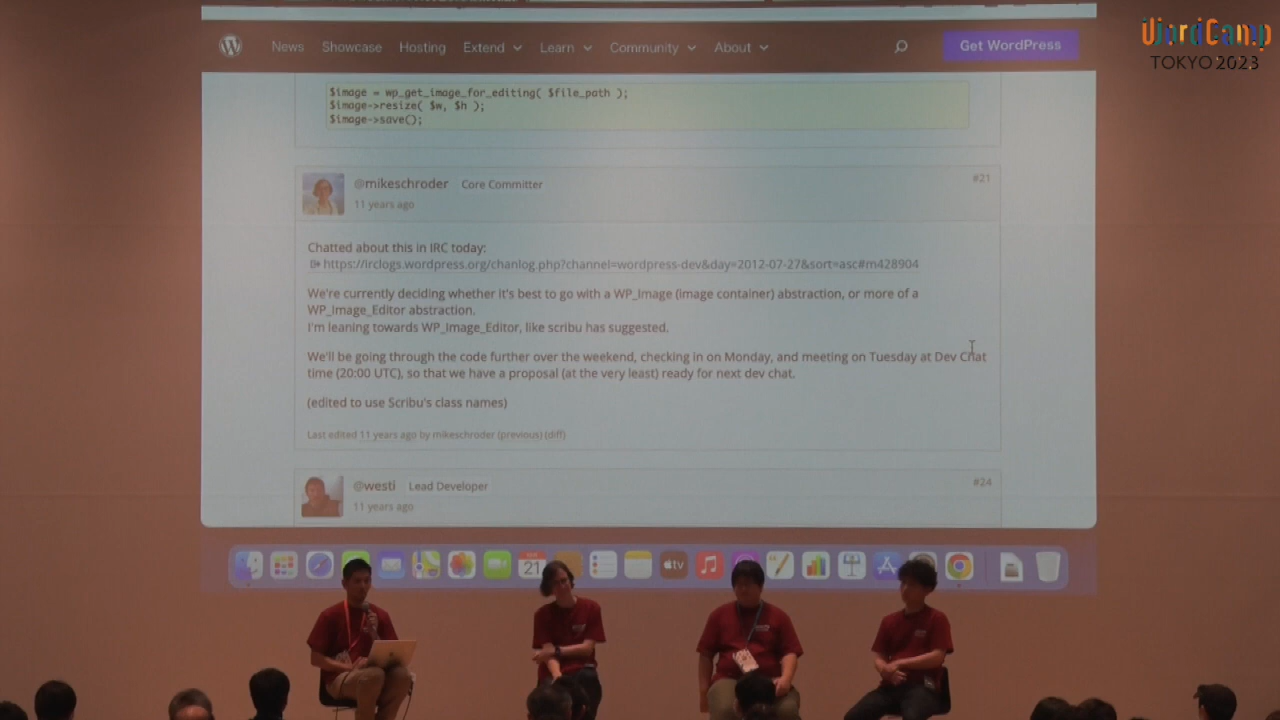 WordCamp
TOKYO 2023
News Showcase Hosting Extend Learn Community About
Get WordPress
$image = wp_get_image_for_editing( $file_path );
$image->resize( $w, $h );
$image->save();
@mikeschroder Core Committer
#21
11 years ago
Chatted about this in IRC today:
https://irclogs.wordpress.org/chanlog.php?channel=wordpress-dev&day=2012-07-27&sort=asc#m428904
We're currently deciding whether it's best to go with a WP_Image (image container) abstraction, or more of a
WP_Image_Editor abstraction.
I'm leaning towards WP_Image_Editor, like scribu has suggested.
We'll be going through the code further over the weekend, checking in on Monday, and meeting on Tuesday at Dev Chat
time (20:00 UTC), so that we have a proposal (at the very least) ready for next dev chat.
(edited to use Scribu's class names)
Last edited 11 years ago by mikeschroder (previous) (diff)
@westi Lead Developer
#24
11 years ago
21
tv